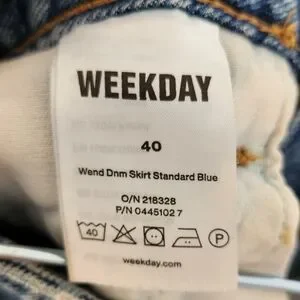 WEEKDAY
40
Wend Dnm Skirt Standard Blue
O/N 218328
P/N 0445102 7
40 P
weekday.com